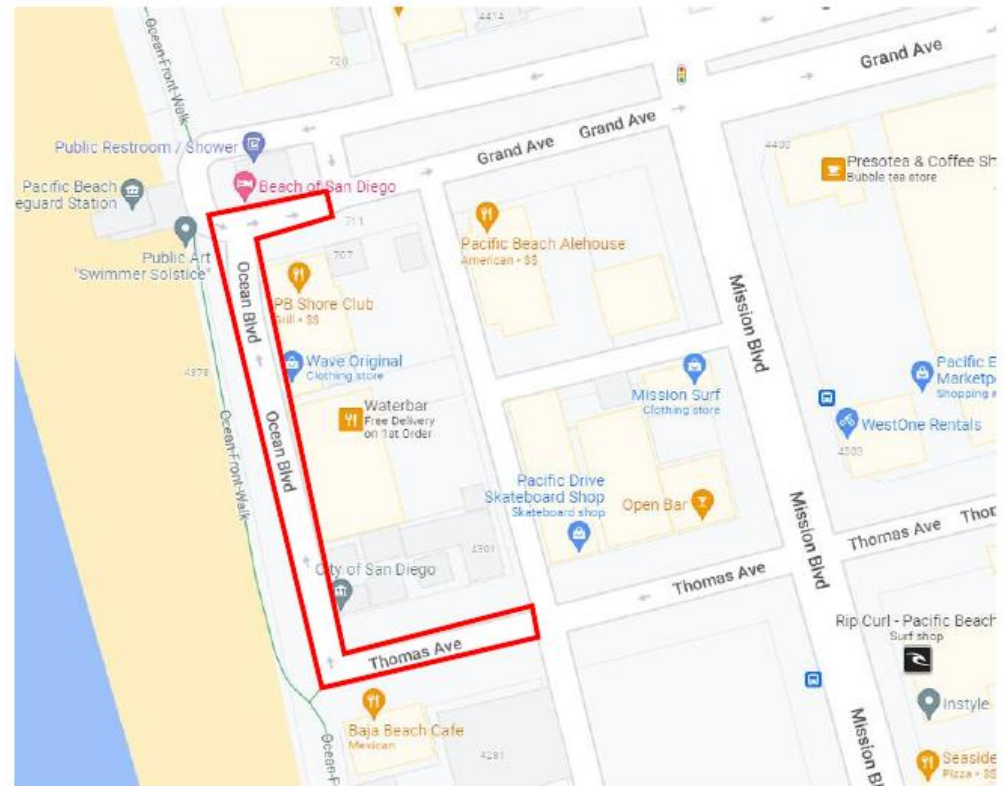 4414
Ocean-Front-Walk
720
Grand Ave
Public Restroom / Shower
Grand Ave
Grand Ave
4400
Presotea & Coffee Sh
Bubble tea store
Pacific Beach
eguard Station
Beach of San Diego
711
Public Art
"Swimmer Solstice"
707
Pacific Beach Alehouse
American • $$
Ocean Blvd
PB Shore Club
Grill • $$
Mission Blvd
Wave Original
Clothing store
4378
Mission Surf
Clothing store
Pacific E
Marketp
Shopping
Waterbar
Free Delivery
on 1st Order
Ocean Blvd
WestOne Rentals
4303
Ocean-Front-Walk
Pacific Drive
Skateboard Shop
Skateboard shop
Open Bar
Mission Blvd
Thomas Ave
Thor
4301
City of San Diego
Thomas Ave
Rip Curl - Pacific Beach
Surf shop
Thomas Ave
Instyle
Baja Beach Cafe
Mexican
Mission B
Ocean-F
4281
Seaside
Pizza • $$